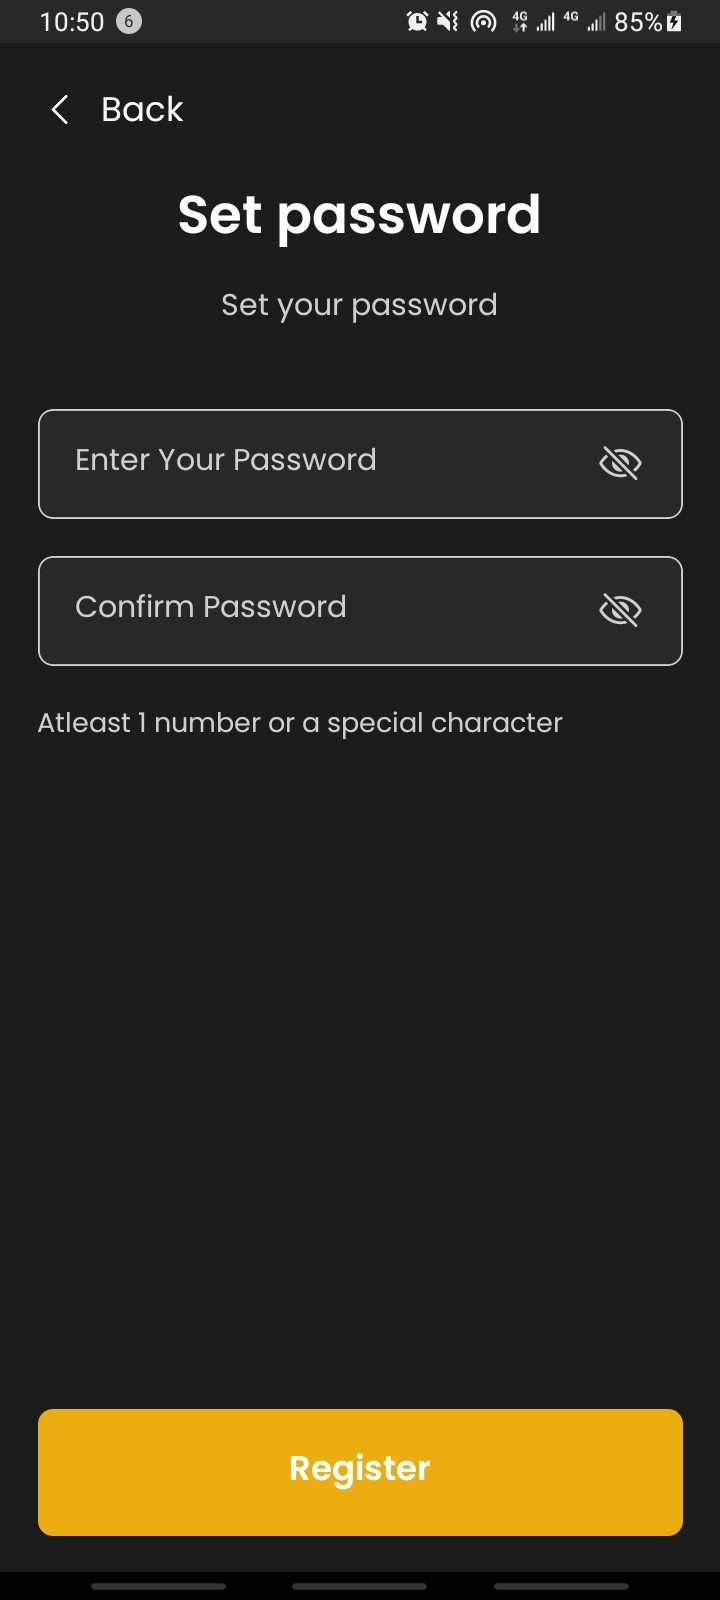 10:50 6 4G 4G 85%
Back
Set password
Set your password
Enter Your Password
Confirm Password
Atleast 1 number or a special character
Register